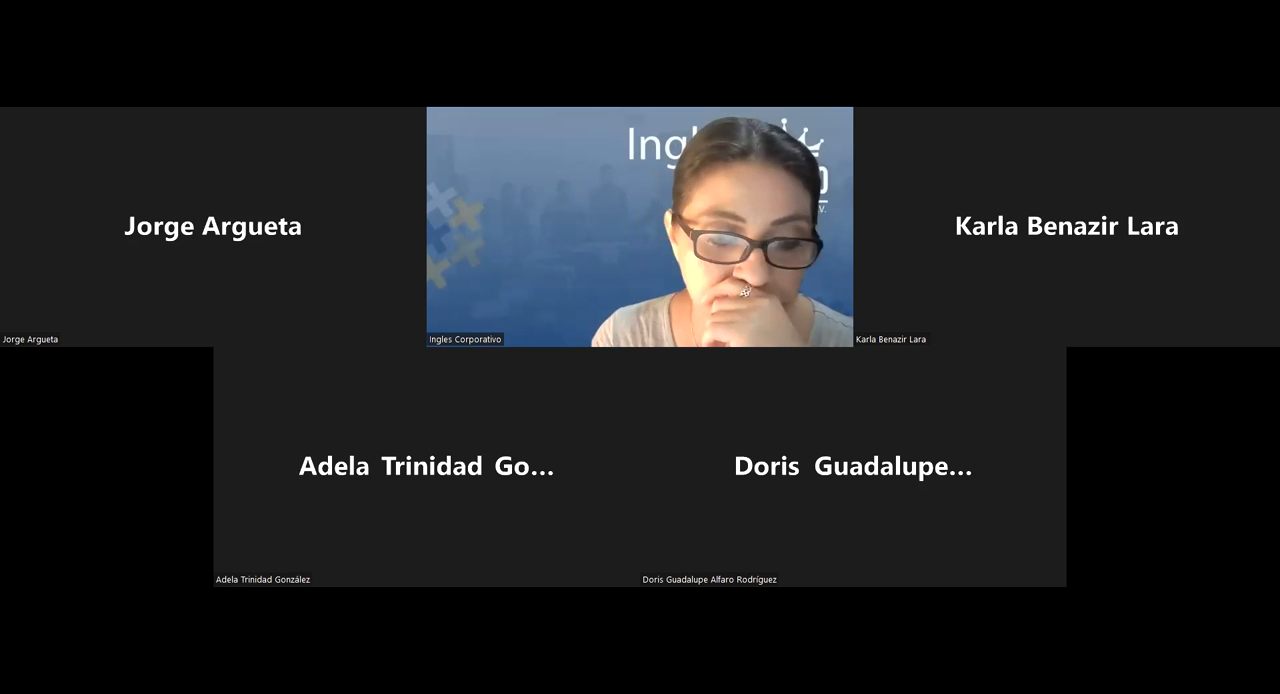 Jorge Argueta
Ing
V.
Karla Benazir Lara
Jorge Argueta
Ingles Corporativo
Karla Benazir Lara
Adela Trinidad Go...
Doris Guadalupe...
Adela Trinidad González
Doris Guadalupe Alfaro Rodríguez